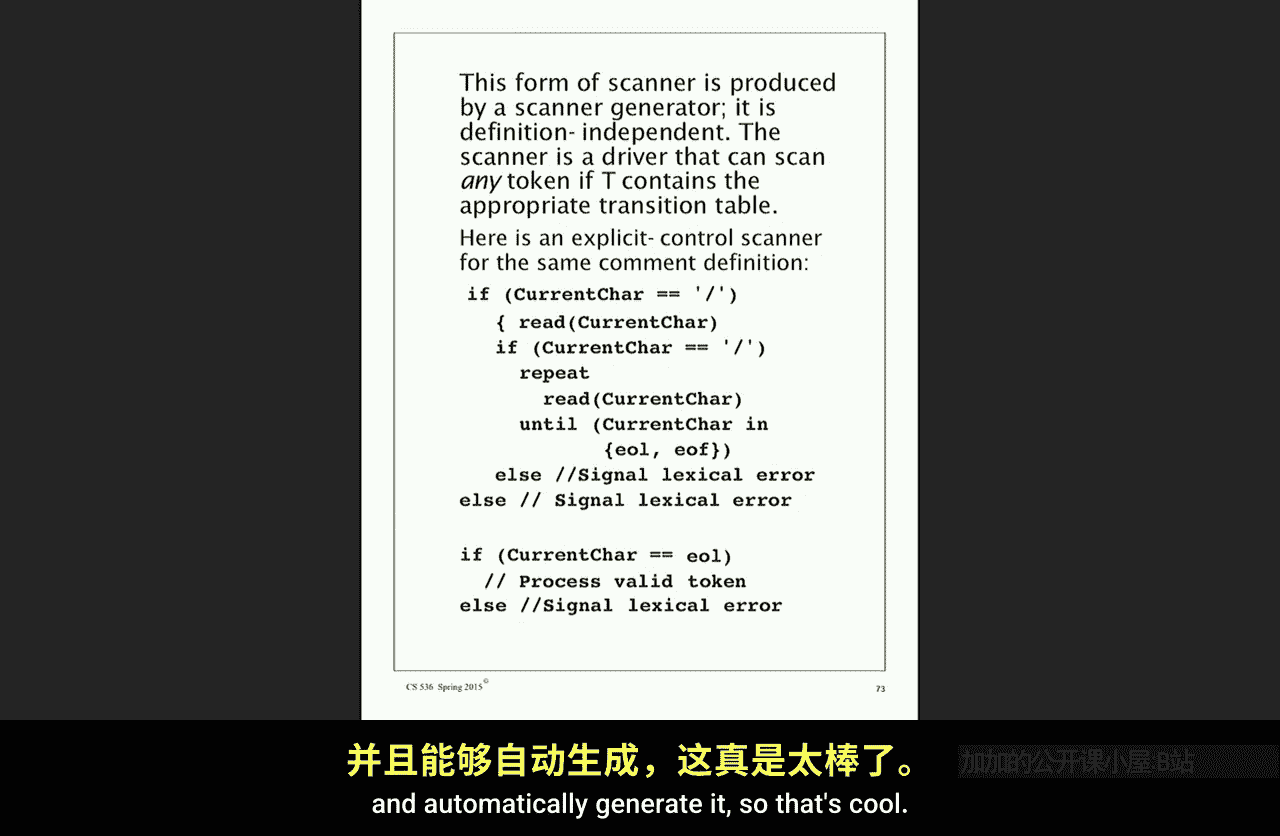 This form of scanner is produced
by a scanner generator; it is
definition- independent. The
scanner is a driver that can scan
any token if T contains the
appropriate transition table.
Here is an explicit- control scanner
for the same comment definition:
if (CurrentChar == '/')
{ read(CurrentChar)
if (CurrentChar == '/')
repeat
read(CurrentChar)
until (CurrentChar in
{eol, eof})
else //Signal lexical error
else // Signal lexical error
if (CurrentChar == eol)
// Process valid token
else //Signal lexical error
CS 536 Spring 2015©
73
并且能够自动生成，这真是太棒了。
加加的公开课小屋·B站
and automatically generate it, so that's cool.